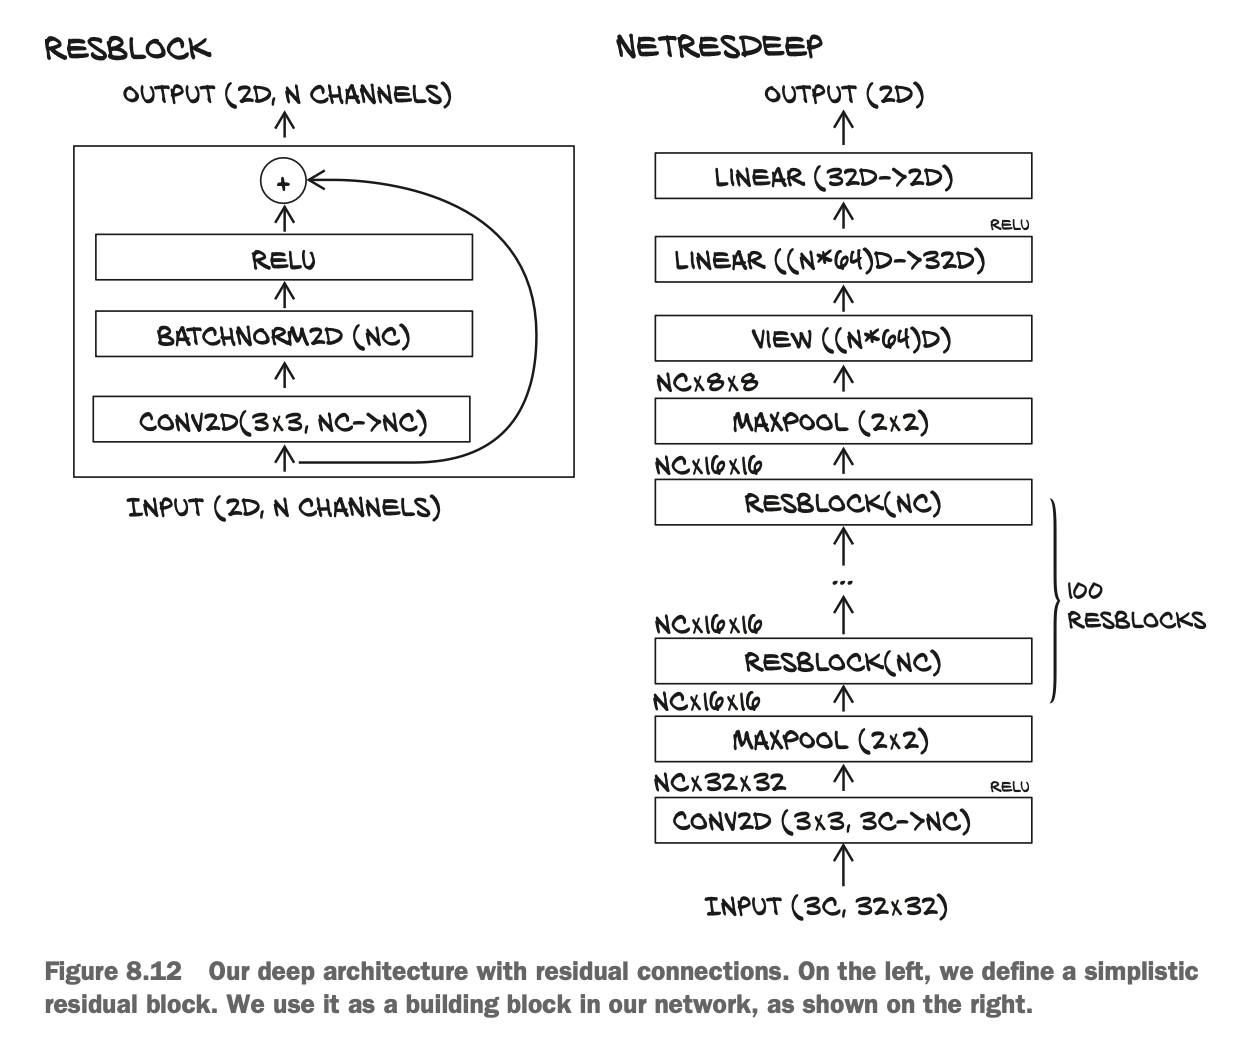 RESBLOCK
OUTPUT (2D, N CHANNELS)
+
RELU
BATCHNORM2D (NC)
CONV2D(3X3, NC->NC)
INPUT (2D, N CHANNELS)
NETRESDEEP
OUTPUT (2D)
LINEAR (32D->2D)
RELU
LINEAR ((N*64)D->32D)
VIEW ((N*64)D)
NCX8X8
MAXPOOL (2X2)
NCX16X16
RESBLOCK(NC)
...
100
RESBLOCKS
NCX16X16
RESBLOCK(NC)
NCX16X16
MAXPOOL (2X2)
NCX32X32
RELU
CONV2D (3X3, 3C->NC)
INPUT (3C, 32X32)
Figure 8.12 Our deep architecture with residual connections. On the left, we define a simplistic
residual block. We use it as a building block in our network, as shown on the right.